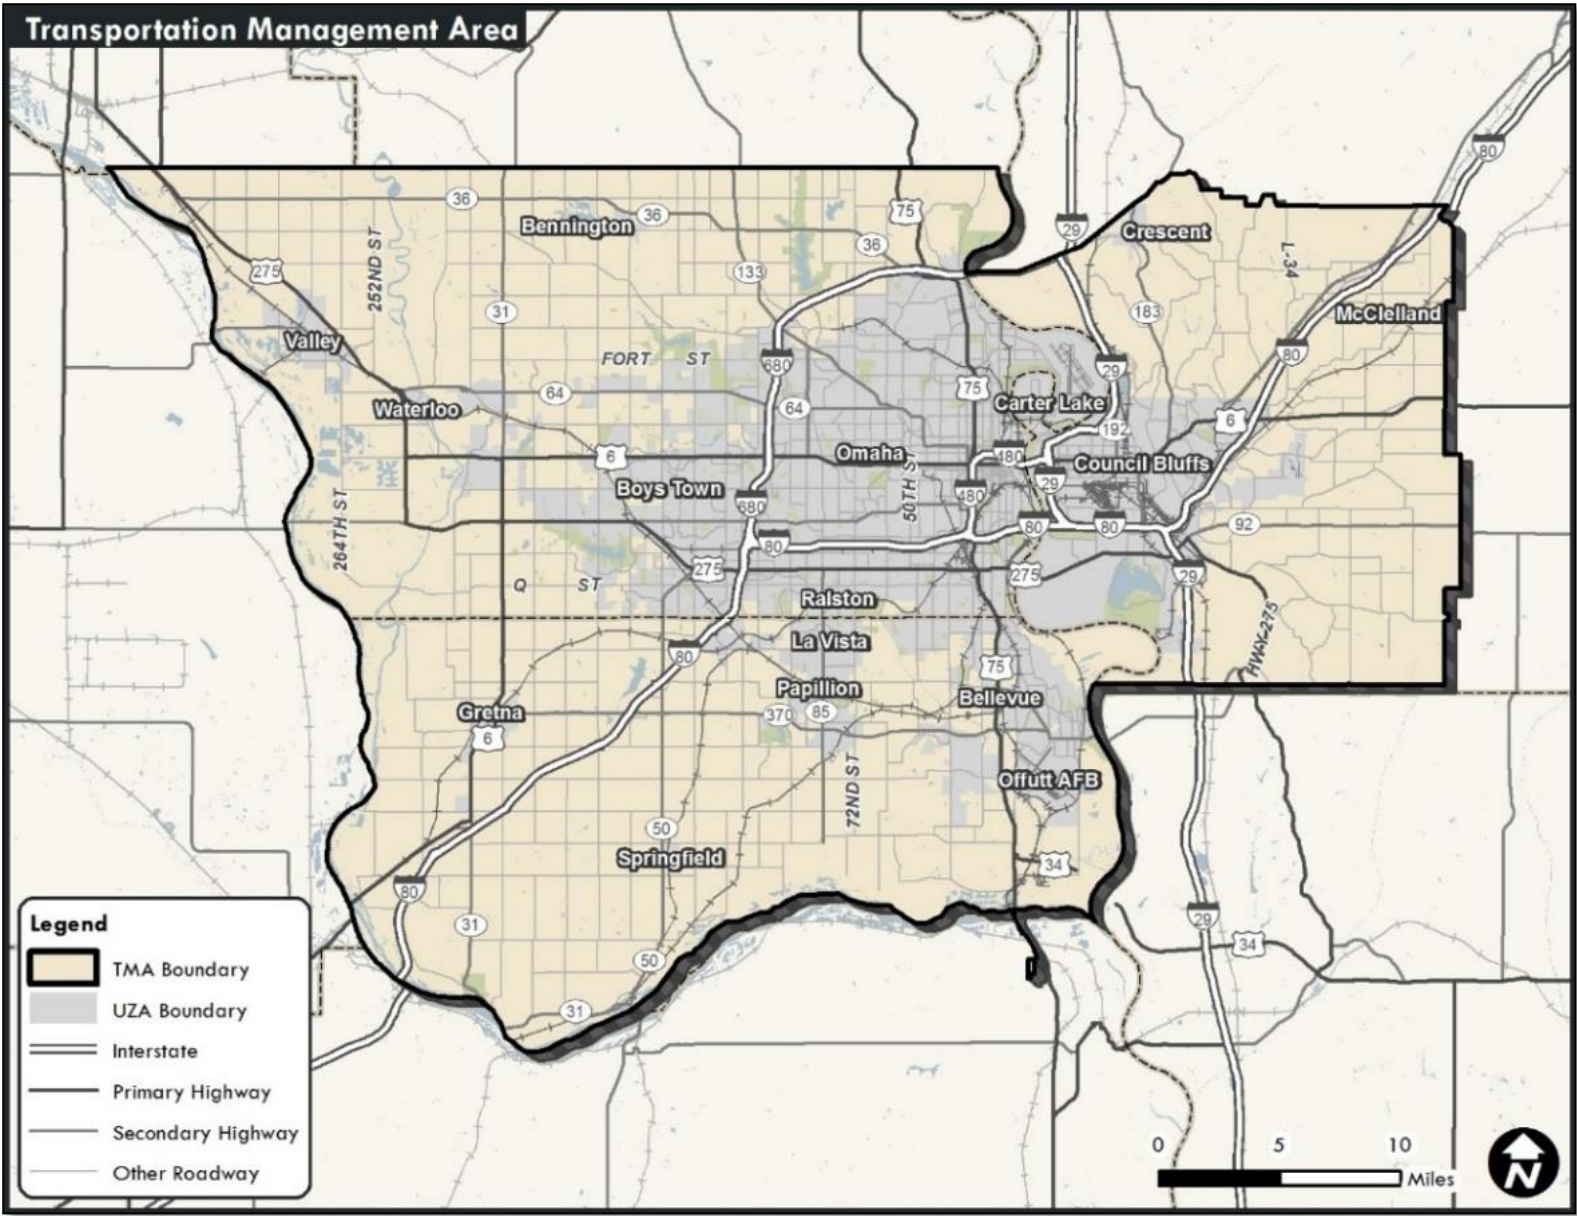 Transportation Management Area
80
36
Bennington
36
75
36
29
Crescent
252ND ST
275
133
L-34
31
183
McClelland
Valley
FORT ST
680
29
80
64
75
Waterloo
64
Carter Lake
6
192
6
Omaha
480
Council Bluffs
Boys Town
50TH ST
29
680
480
264TH ST
80
80
80
92
275
275
29
Q ST
Ralston
HWY-275
La Vista
80
75
Papillion
Bellevue
Gretna
370
85
6
72ND ST
Offutt AFB
50
Springfield
34
80
31
29
34
50
31
Legend
TMA Boundary
UZA Boundary
Interstate
Primary Highway
Secondary Highway
Other Roadway
0 5 10
Miles
N